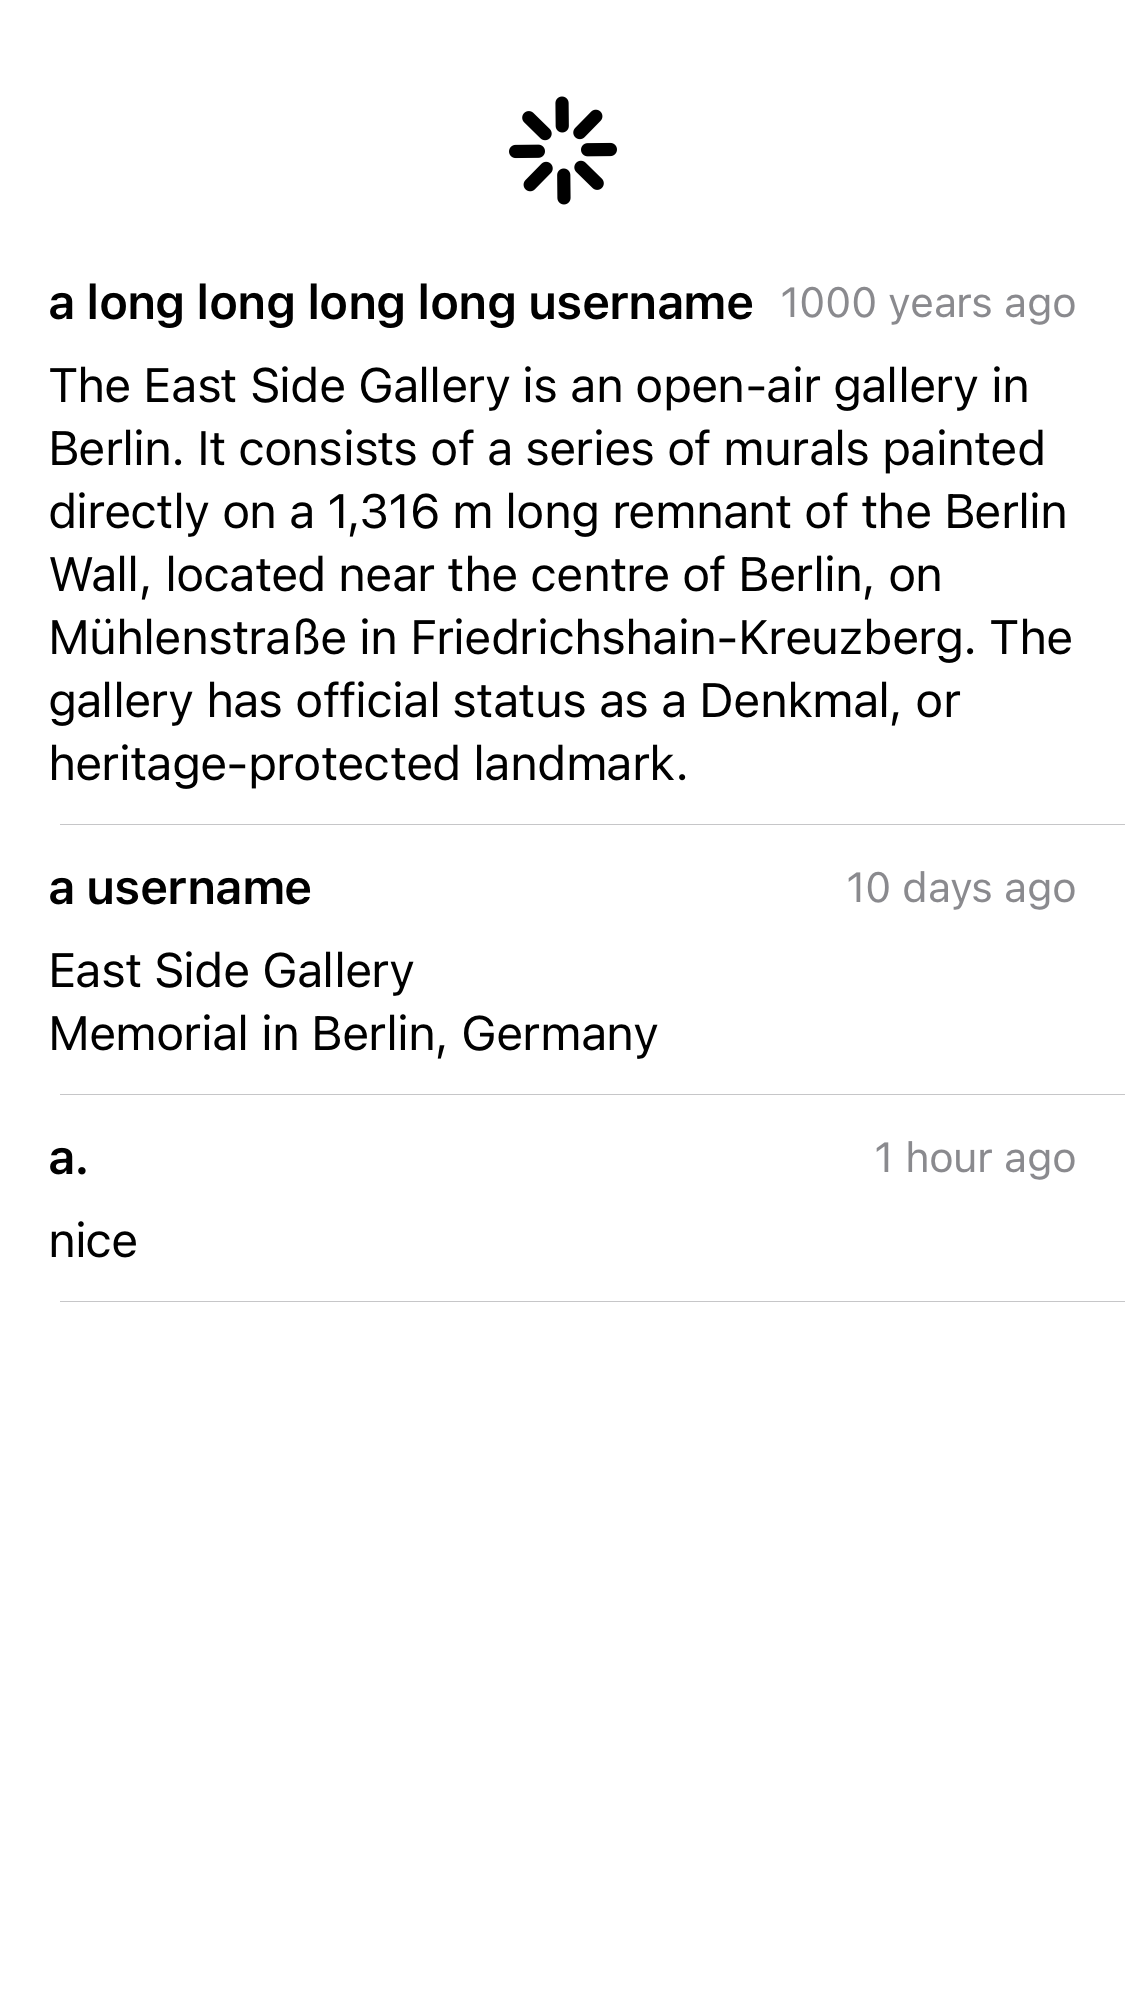 a long long long long username 1000 years ago
The East Side Gallery is an open-air gallery in
Berlin. It consists of a series of murals painted
directly on a 1,316 m long remnant of the Berlin
Wall, located near the centre of Berlin, on
Mühlenstraße in Friedrichshain-Kreuzberg. The
gallery has official status as a Denkmal, or
heritage-protected landmark.
a username 10 days ago
East Side Gallery
Memorial in Berlin, Germany
a. 1 hour ago
nice